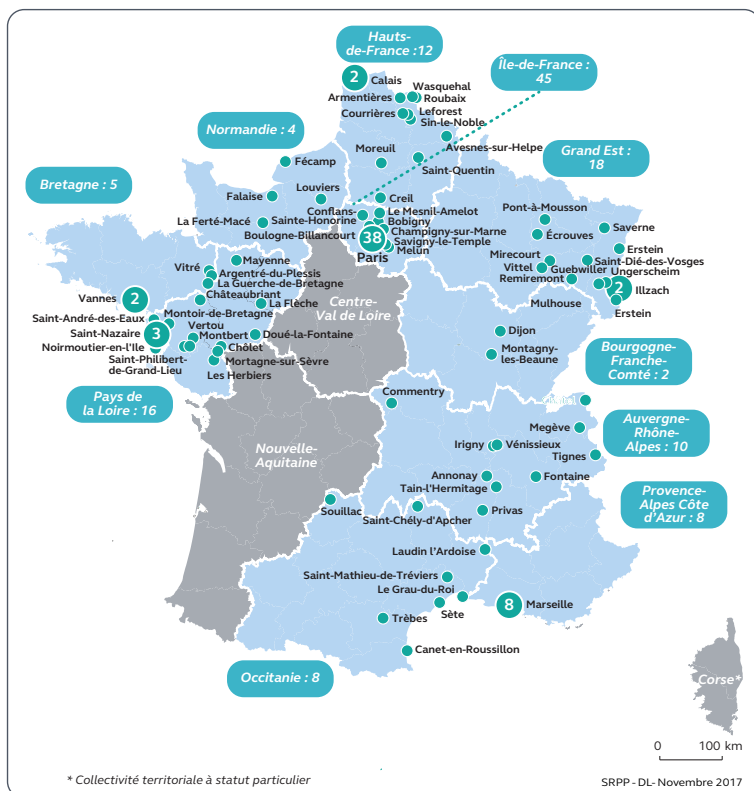 Hauts-
de-France :12
Île-de-France :
45
2
Calais
Wasquehal
Armentières
Roubaix
Courrières
Leforest
Sin-le-Noble
Normandie : 4
Avesnes-sur-Helpe
Moreuil
Saint-Quentin
Grand Est :
18
Fécamp
Bretagne : 5
Louviers
Creil
Falaise
Conflans-
Sainte-Honorine
Le Mesnil-Amelot
Bobigny
Pont-à-Mousson
La Ferté-Macé
Boulogne-Billancourt
Champigny-sur-Marne
Savigny-le-Temple
Melun
38
Paris
Écrouves
Saverne
Erstein
Mirecourt
Saint-Dié-des-Vosges
Vittel
Guebwiller
Ungerscheim
Remiremont
2
Illzach
Mulhouse
Erstein
Mayenne
Vitré
Argentré-du-Plessis
La Guerche-de-Bretagne
Châteaubriant
Vannes
2
La Flèche
Centre-
Val de Loire
Saint-André-des-Eaux
Montoir-de-Bretagne
Saint-Nazaire
3
Vertou
Montbert
Doué-la-Fontaine
Noirmoutier-en-l'Ile
Chôlet
Saint-Philibert-
de-Grand-Lieu
Mortagne-sur-Sèvre
Les Herbiers
Dijon
Montagny-
les-Beaune
Bourgogne-
Franche-
Comté : 2
Pays de
la Loire : 16
Commentry
Megève
Auvergne-
Rhône-
Alpes : 10
Nouvelle-
Aquitaine
Irigny
Vénissieux
Tignes
Annonay
Fontaine
Tain-l'Hermitage
Souillac
Saint-Chély-d'Apcher
Privas
Provence-
Alpes Côte
d'Azur : 8
Laudin l'Ardoise
Saint-Mathieu-de-Tréviers
Le Grau-du-Roi
Sète
8
Marseille
Trèbes
Canet-en-Roussillon
Occitanie : 8
Corse*
0
100 km
* Collectivité territoriale à statut particulier
SRPP - DL- Novembre 2017